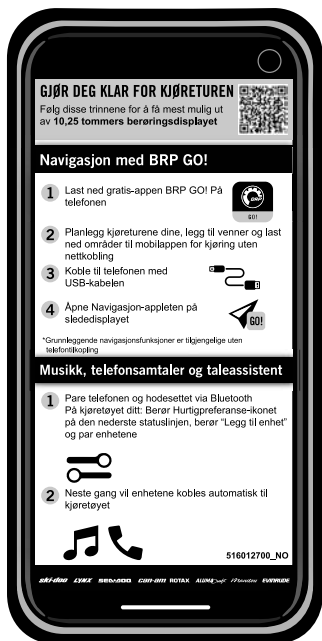 GJØR DEG KLAR FOR KJØRETUREN
Følg disse trinnene for å få mest mulig ut
av 10,25 tommers berøringsdisplayet
Navigasjon med BRP GO!
1 Last ned gratis-appen BRP GO! På
telefonen
BRP
GO!
2 Planlegg kjøreturene dine, legg til venner og last
ned områder til mobilappen for kjøring uten
nettkobling
3 Koble til telefonen med
USB-kabelen
4 Åpne Navigasjon-appleten på
sledediplayet
GO!
*Grunnleggende navigasjonsfunksjoner er tilgjengelige uten
telefontilkopling
Musikk, telefonsamtaler og taleassistent
1 Pare telefonen og hodesettet via Bluetooth
På kjøretøyet ditt: Berør Hurtigpreferanse-ikonet
på den nederste statuslinjen, berør “Legg til enhet”
og par enhetene
2 Neste gang vil enhetene kobles automatisk til
kjøretøyet
516012700_NO
ski-doo LYNX SEA-DOO can-am ROTAX ALUMACRAFT Manitou EVINRUDE